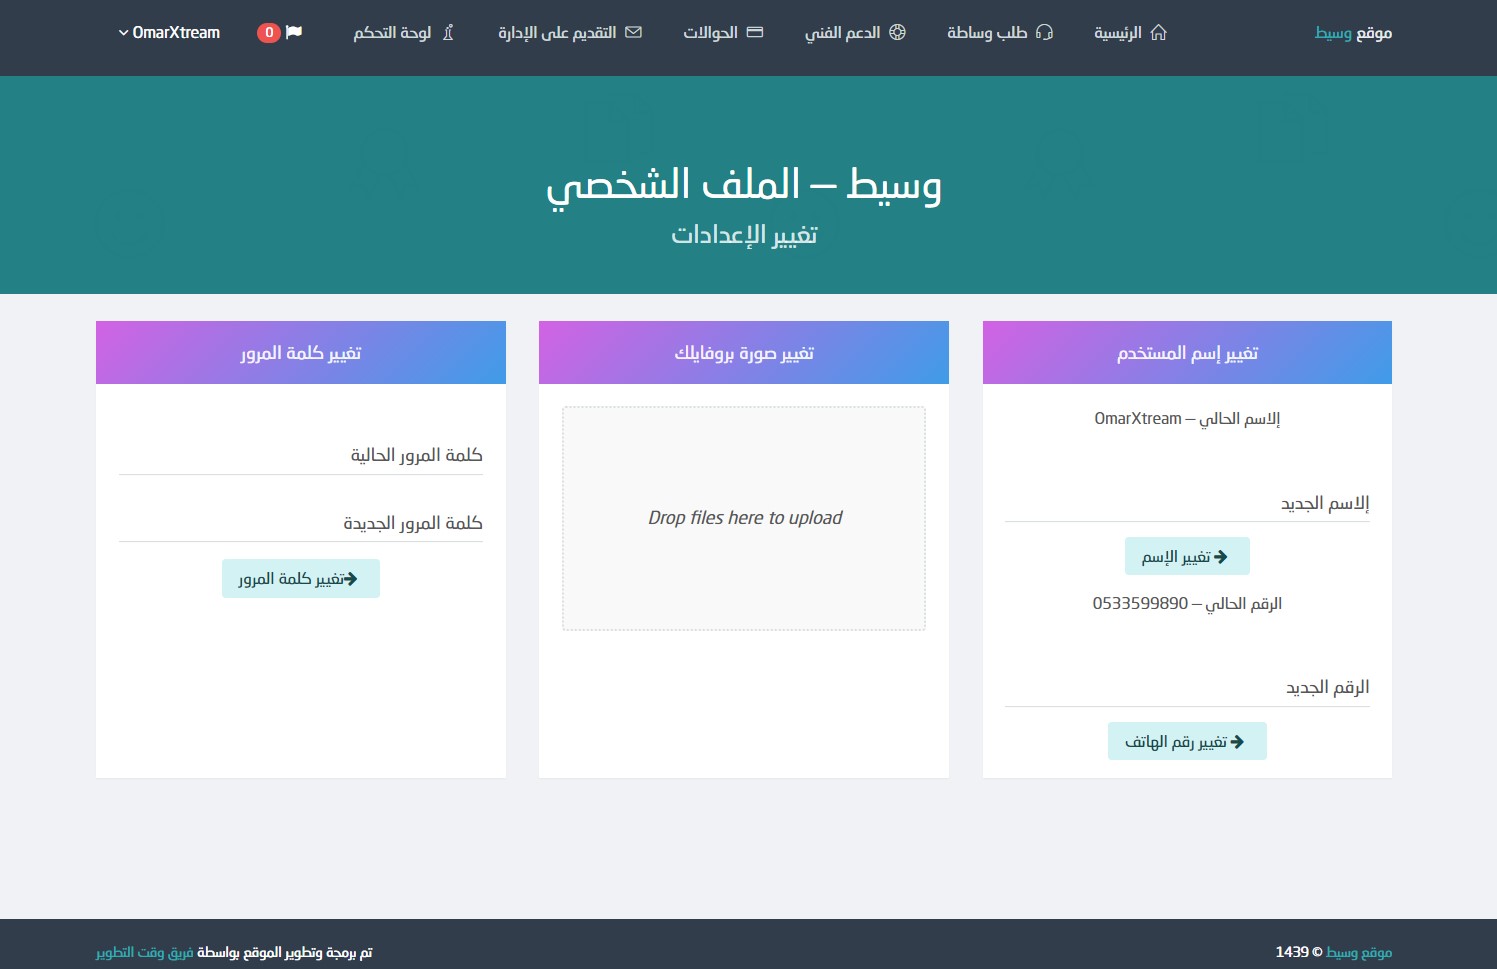 موقع وسيط
الرئيسية
طلب وساطة
الدعم الفني
الحوالات
التقديم على الإدارة
لوحة التحكم
0
OmarXtream
وسيط – الملف الشخصي
تغيير الإعدادات
تغيير إسم المستخدم
إلاسم الحالي – OmarXtream
إلاسم الجديد
تغيير الإسم
الرقم الحالي – 0533599890
الرقم الجديد
تغيير رقم الهاتف
تغيير صورة بروفايلك
Drop files here to upload
تغيير كلمة المرور
كلمة المرور الحالية
كلمة المرور الجديدة
تغيير كلمة المرور
موقع وسيط © 1439
تم برمجة وتطوير الموقع بواسطة فريق وقت التطوير